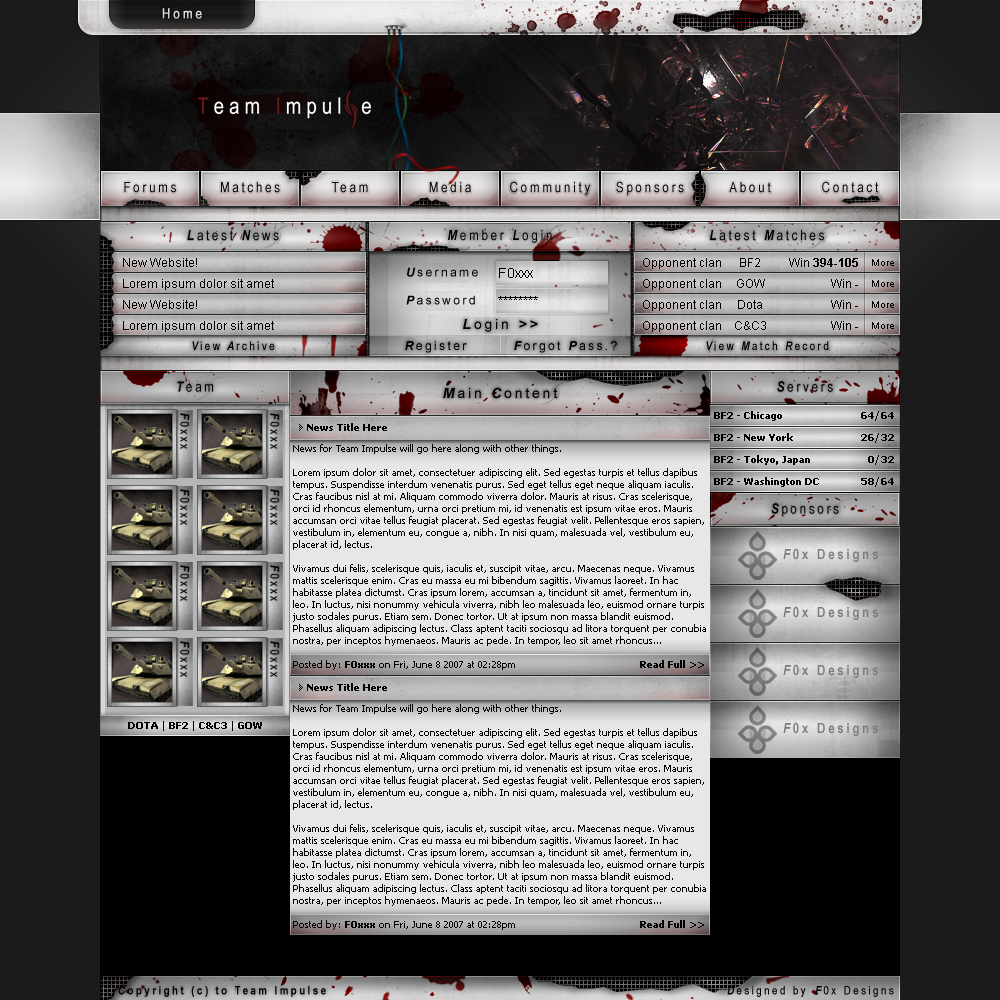 Home
Team Impulse
Forums Matches Team Media Community Sponsors About Contact
Latest News
New Website!
Lorem ipsum dolor sit amet
New Website!
Lorem ipsum dolor sit amet
View Archive
Member Login
Username F0xxx
Password ********
Login >>
Register Forgot Pass.?
Latest Matches
Opponent clan BF2 Win 394-105 More
Opponent clan GOW Win - More
Opponent clan Dota Win - More
Opponent clan C&C3 Win - More
View Match Record
Team
F0xxx F0xxx
F0xxx F0xxx
F0xxx F0xxx
F0xxx F0xxx
DOTA | BF2 | C&C3 | GOW
Main Content
News Title Here
News for Team Impulse will go here along with other things.
Lorem ipsum dolor sit amet, consectetuer adipiscing elit. Sed egestas turpis et tellus dapibus
tempus. Suspendisse interdum venenatis purus. Sed eget tellus eget neque aliquam iaculis.
Cras faucibus nisl at mi. Aliquam commodo viverra dolor. Mauris at risus. Cras scelerisque,
orci id rhoncus elementum, urna orci pretium mi, id venenatis est ipsum vitae eros. Mauris
accumsan orci vitae tellus feugiat placerat. Sed egestas feugiat velit. Pellentesque eros sapien,
vestibulum in, elementum eu, congue a, nibh. In nisi quam, malesuada vel, vestibulum eu,
placerat id, lectus.
Vivamus dui felis, scelerisque quis, iaculis et, suscipit vitae, arcu. Maecenas neque. Vivamus
mattis scelerisque enim. Cras eu massa eu mi bibendum sagittis. Vivamus laoreet. In hac
habitasse platea dictumst. Cras ipsum lorem, accumsan a, tincidunt sit amet, fermentum in,
leo. In luctus, nisi nonummy vehicula viverra, nibh leo malesuada leo, euismod ornare turpis
justo sodales purus. Etiam sem. Donec tortor. Ut at ipsum non massa blandit euismod.
Phasellus aliquam adipiscing lectus. Class aptent taciti sociosqu ad litora torquent per conubia
nostra, per inceptos hymenaeos. Mauris ac pede. In tempor, leo sit amet rhoncus...
Posted by: F0xxx on Fri, June 8 2007 at 02:28pm Read Full >>
News Title Here
News for Team Impulse will go here along with other things.
Lorem ipsum dolor sit amet, consectetuer adipiscing elit. Sed egestas turpis et tellus dapibus
tempus. Suspendisse interdum venenatis purus. Sed eget tellus eget neque aliquam iaculis.
Cras faucibus nisl at mi. Aliquam commodo viverra dolor. Mauris at risus. Cras scelerisque,
orci id rhoncus elementum, urna orci pretium mi, id venenatis est ipsum vitae eros. Mauris
accumsan orci vitae tellus feugiat placerat. Sed egestas feugiat velit. Pellentesque eros sapien,
vestibulum in, elementum eu, congue a, nibh. In nisi quam, malesuada vel, vestibulum eu,
placerat id, lectus.
Vivamus dui felis, scelerisque quis, iaculis et, suscipit vitae, arcu. Maecenas neque. Vivamus
mattis scelerisque enim. Cras eu massa eu mi bibendum sagittis. Vivamus laoreet. In hac
habitasse platea dictumst. Cras ipsum lorem, accumsan a, tincidunt sit amet, fermentum in,
leo. In luctus, nisi nonummy vehicula viverra, nibh leo malesuada leo, euismod ornare turpis
justo sodales purus. Etiam sem. Donec tortor. Ut at ipsum non massa blandit euismod.
Phasellus aliquam adipiscing lectus. Class aptent taciti sociosqu ad litora torquent per conubia
nostra, per inceptos hymenaeos. Mauris ac pede. In tempor, leo sit amet rhoncus...
Posted by: F0xxx on Fri, June 8 2007 at 02:28pm Read Full >>
Servers
BF2 - Chicago 64/64
BF2 - New York 26/32
BF2 - Tokyo, Japan 0/32
BF2 - Washington DC 58/64
Sponsors
F0x Designs
F0x Designs
F0x Designs
F0x Designs
Copyright (c) to Team Impulse
Designed by F0x Designs